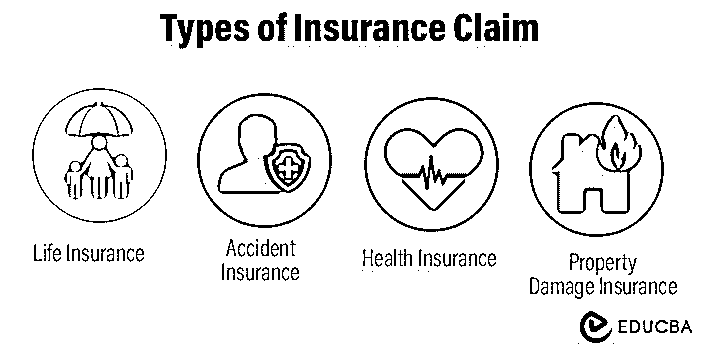 Types of Insurance Claim
Life Insurance
Accident
Insurance
Health Insurance
Property
Damage Insurance
EDUCBA